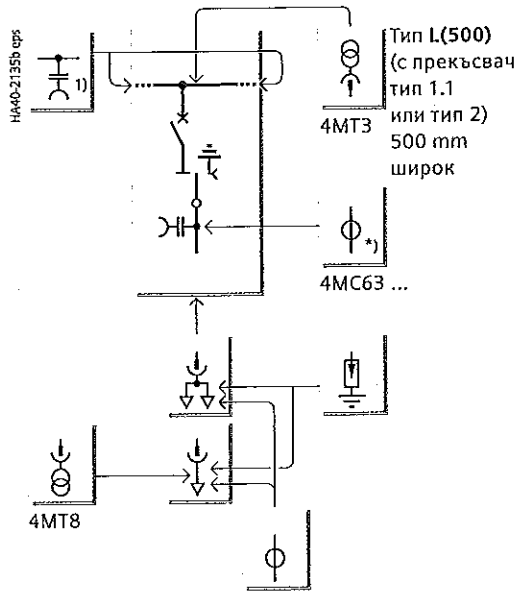 HA40-2135b eps
1)
4MT3
Тип L(500)
(с прекъсвач
тип 1.1
или тип 2)
500 mm
широк
*)
4MC63 ...
4MT8